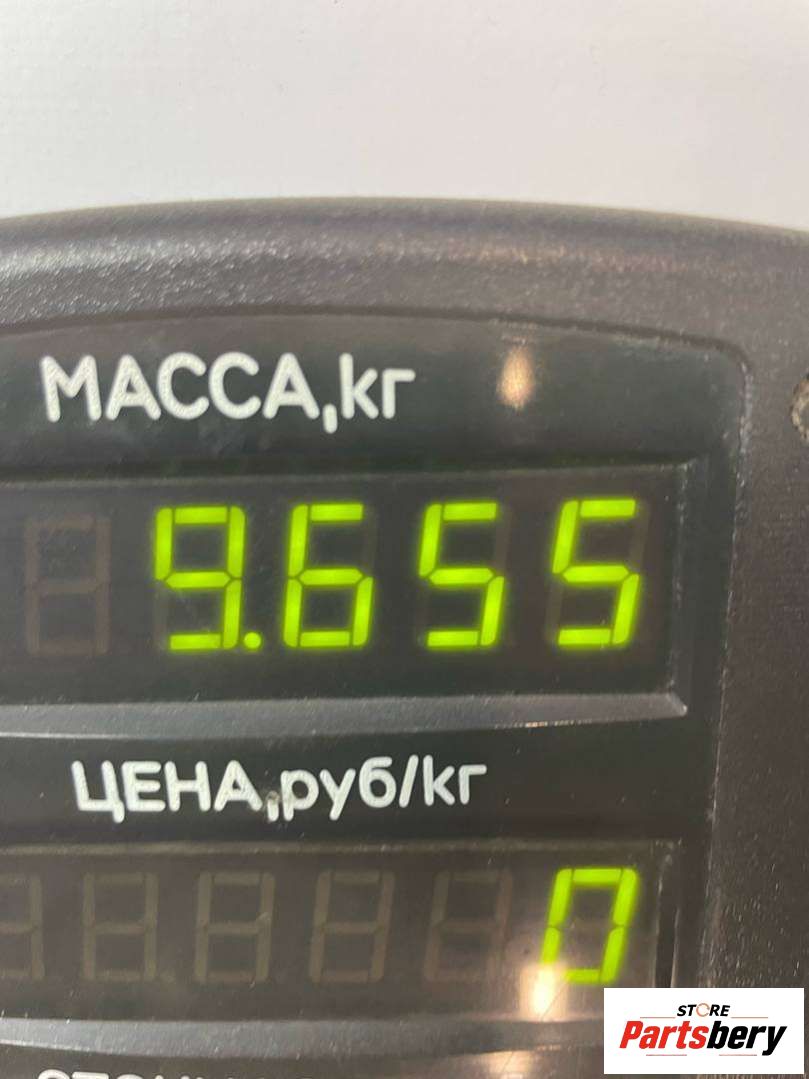 МАССА,кг
9.655
ЦЕНА,руб/кг
0
STORE
Partsbery